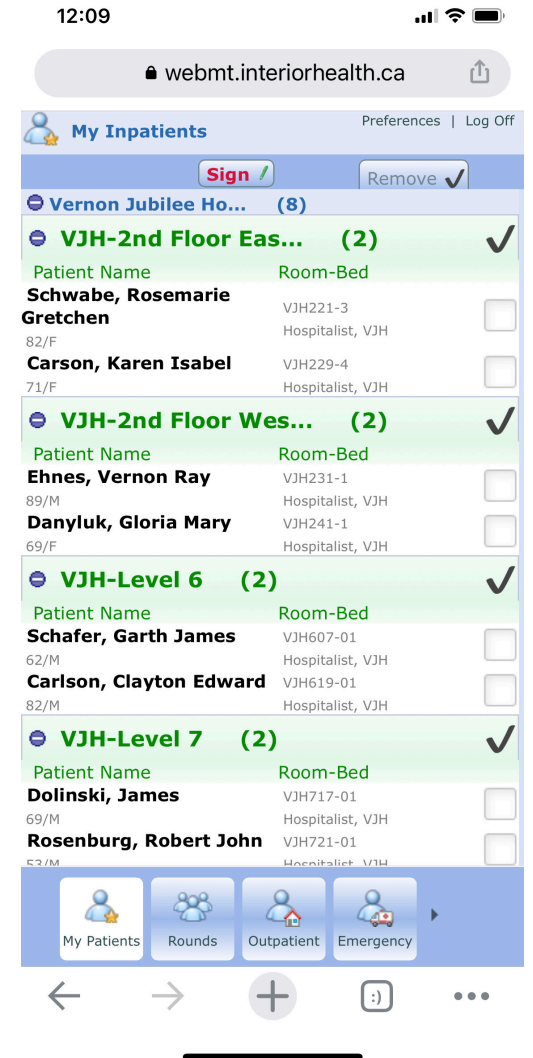 12:09
webmt.interiorhealth.ca
My Inpatients
Preferences | Log Off
Sign
Remove
Vernon Jubilee Ho... (8)
VJH-2nd Floor Eas... (2)
Patient Name Room-Bed
Schwabe, Rosemarie
Gretchen
VJH221-3
Hospitalist, VJH
82/F
Carson, Karen Isabel VJH229-4
71/F Hospitalist, VJH
VJH-2nd Floor Wes... (2)
Patient Name Room-Bed
Ehnes, Vernon Ray VJH231-1
89/M Hospitalist, VJH
Danyluk, Gloria Mary VJH241-1
69/F Hospitalist, VJH
VJH-Level 6 (2)
Patient Name Room-Bed
Schafer, Garth James VJH607-01
62/M Hospitalist, VJH
Carlson, Clayton Edward VJH619-01
82/M Hospitalist, VJH
VJH-Level 7 (2)
Patient Name Room-Bed
Dolinski, James VJH717-01
69/M Hospitalist, VJH
Rosenburg, Robert John VJH721-01
53/M Hospitalist, VJH
My Patients Rounds Outpatient Emergency
:)